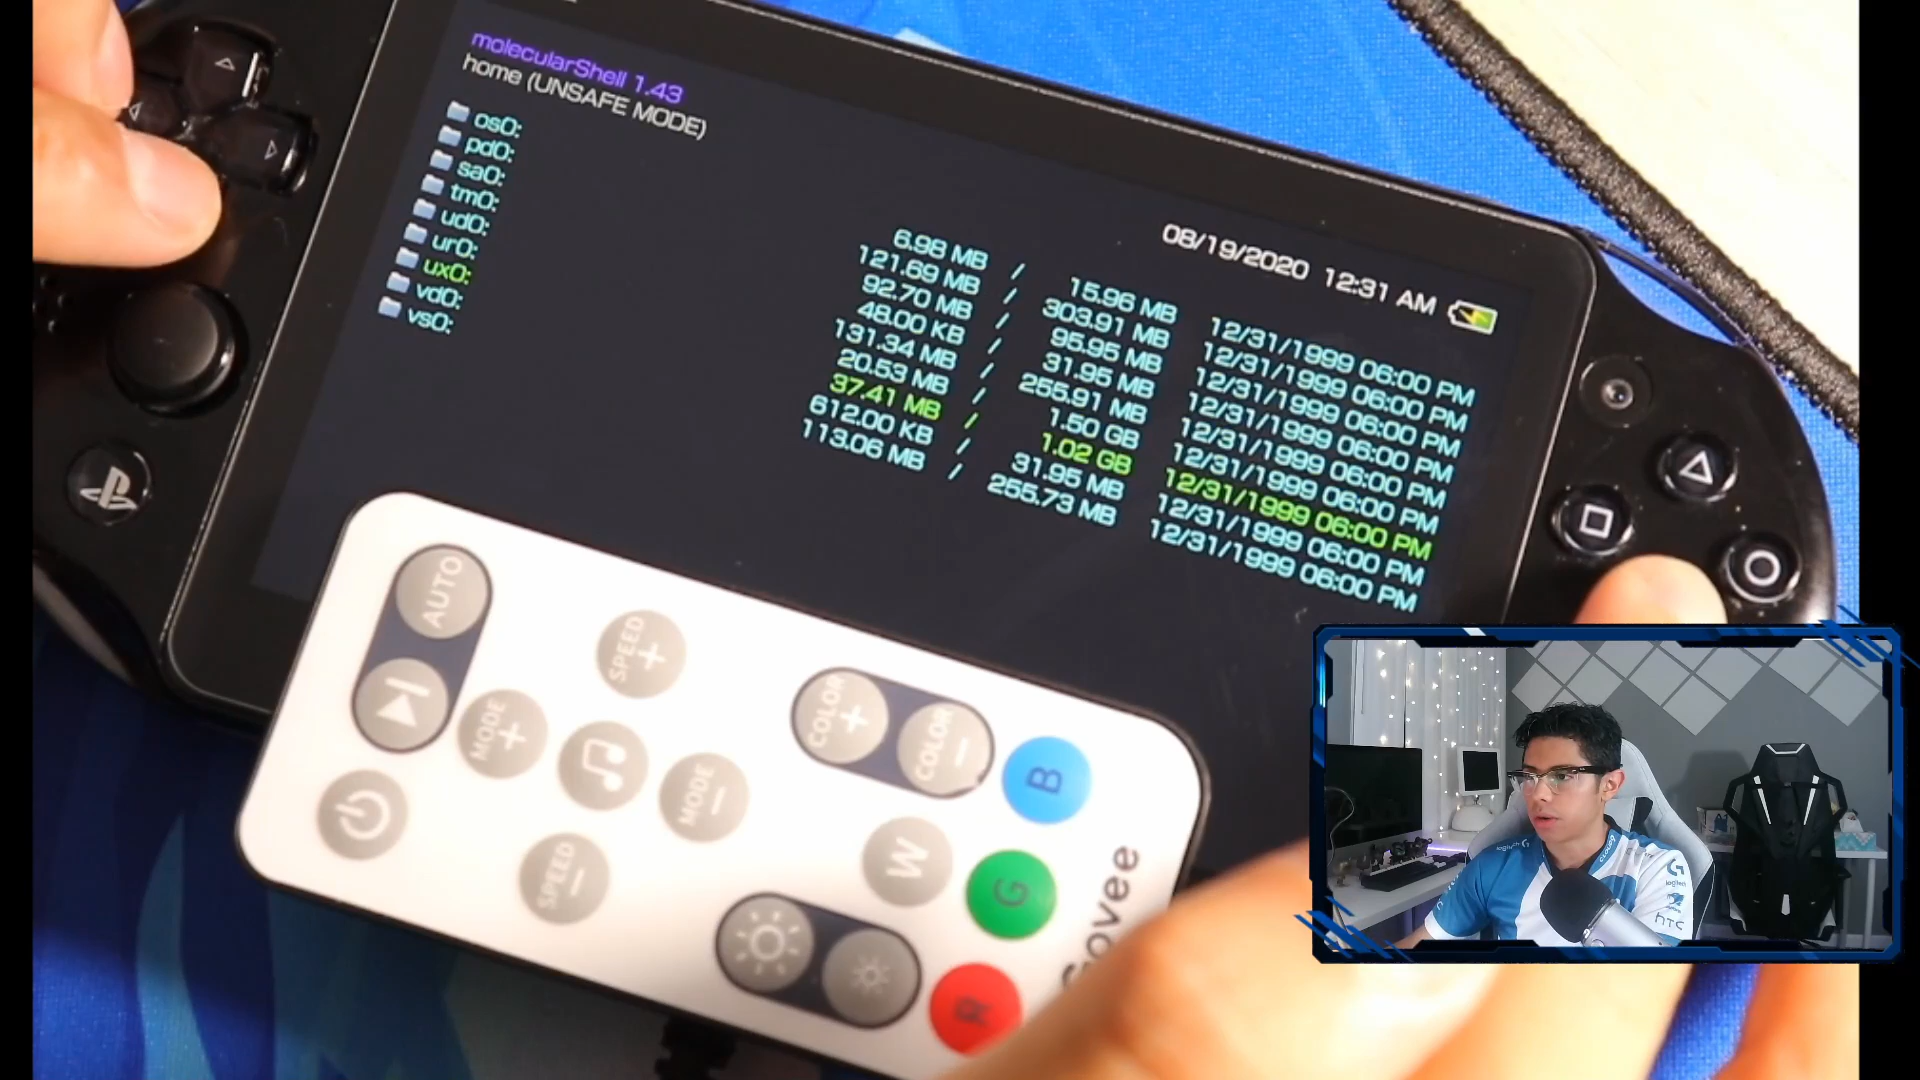 molecularShell 1.43
home (UNSAFE MODE)
08/19/2020 12:31 AM
os0: 6.98 MB / 15.96 MB 12/31/1999 06:00 PM
pd0: 121.69 MB / 303.91 MB 12/31/1999 06:00 PM
sa0: 92.70 MB / 95.95 MB 12/31/1999 06:00 PM
tm0: 48.00 KB / 31.95 MB 12/31/1999 06:00 PM
ud0: 131.34 MB / 255.91 MB 12/31/1999 06:00 PM
ur0: 20.53 MB / 1.50 GB 12/31/1999 06:00 PM
ux0: 37.41 MB / 1.02 GB 12/31/1999 06:00 PM
vd0: 612.00 KB / 31.95 MB 12/31/1999 06:00 PM
vs0: 113.06 MB / 255.73 MB 12/31/1999 06:00 PM
AUTO
SPEED +
MODE +
MODE -
SPEED -
COLOR +
COLOR -
B
W
G
R
Govee
logitech G
CLOUD9
logitech
hTC